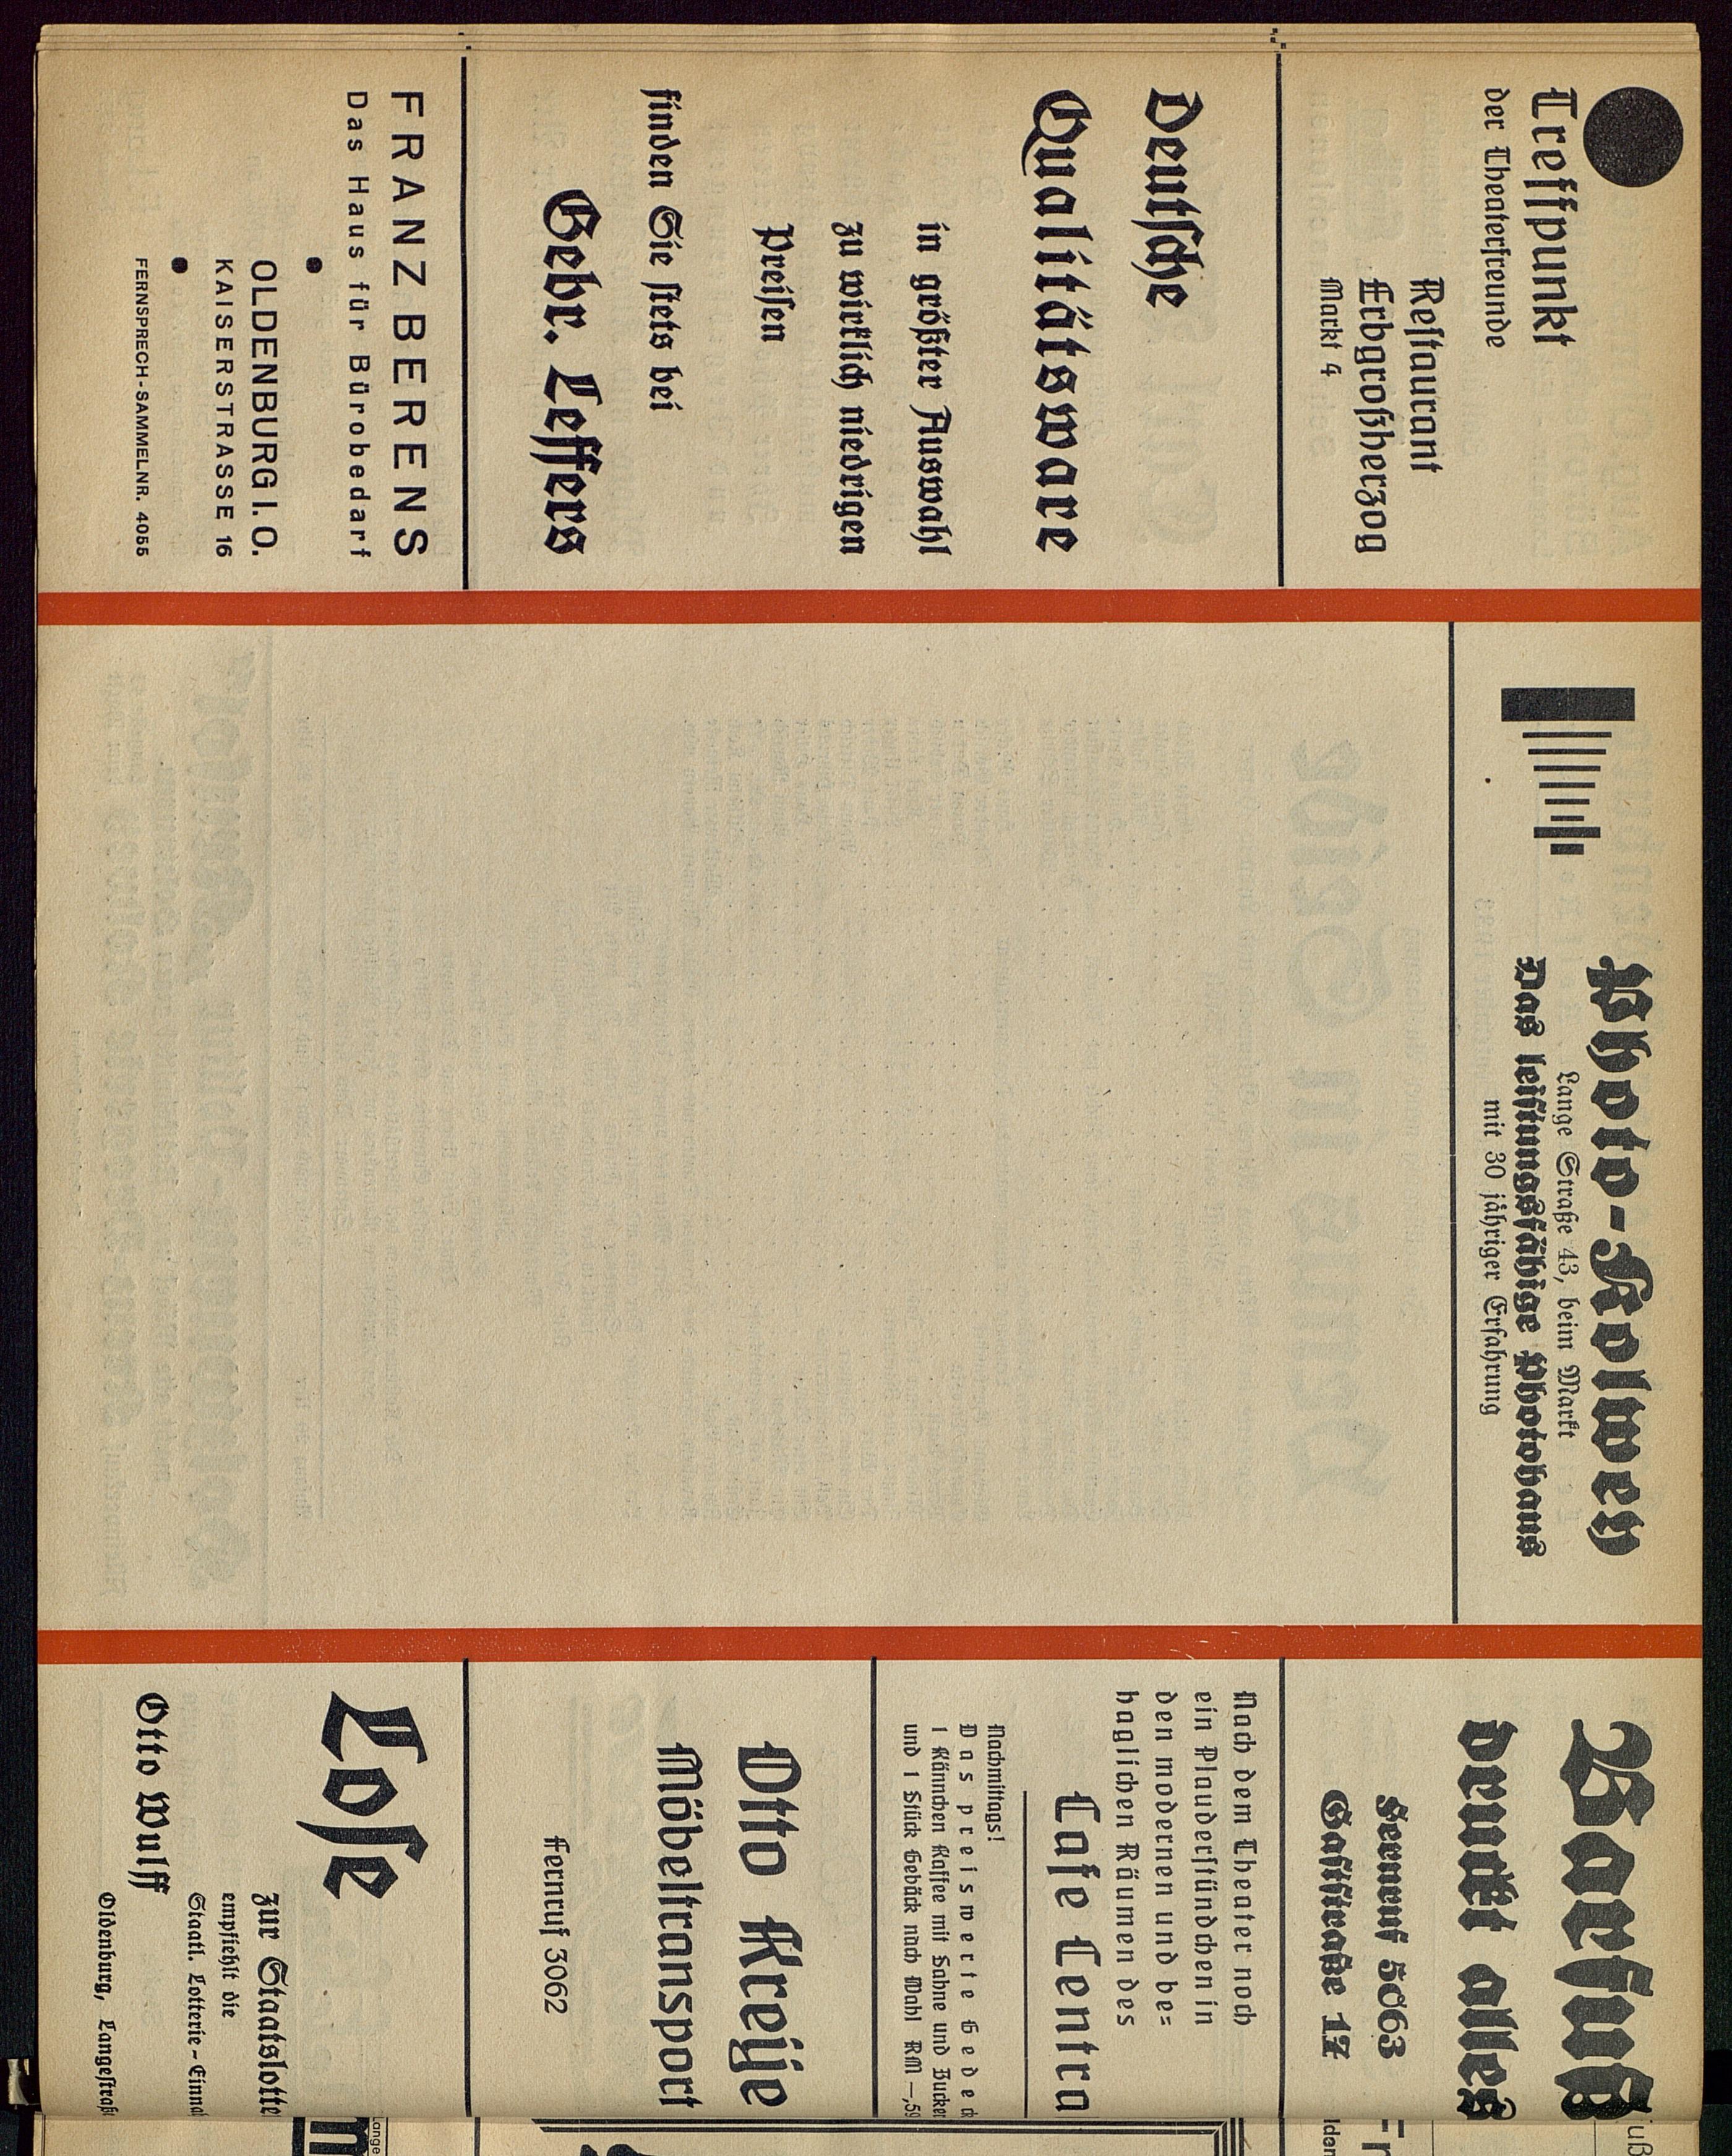 Treffpunkt
der Theaterfreunde
Restaurant
Erbgroßherzog
Markt 4
Deutsche
Qualitätsware
in größter Auswahl
zu wirklich niedrigen
Preisen
finden Sie stets bei
Gebr. Leffers
FRANZ BERENS
Das Haus für Bürobedarf
OLDENBURG I. O.
KAISERSTRASSE 16
FERNSPRECH-SAMMELNR. 4055
Photo-Kolwey
Lange Straße 43, beim Markt
Das leistungsfähige Photohaus
mit 30 jähriger Erfahrung
Barfuß
druckt alles
Fernruf 5063
Gaststraße 17
Nach dem Theater noch
ein Plauderstündchen in
den modernen und be-
haglichen Räumen des
Cafe Centra
Nachmittags!
Das preiswerte Gedeck
1 Kännchen Kaffee mit Sahne und Zucker
und 1 Stück Gebäck nach Wahl RM -,59
Otto Kreije
Möbeltransport
Fernruf 3062
Lose
zur Staatslotte
empfiehlt die
Staatl. Lotterie-Einna
Otto Wulff
Oldenburg, Langestraß